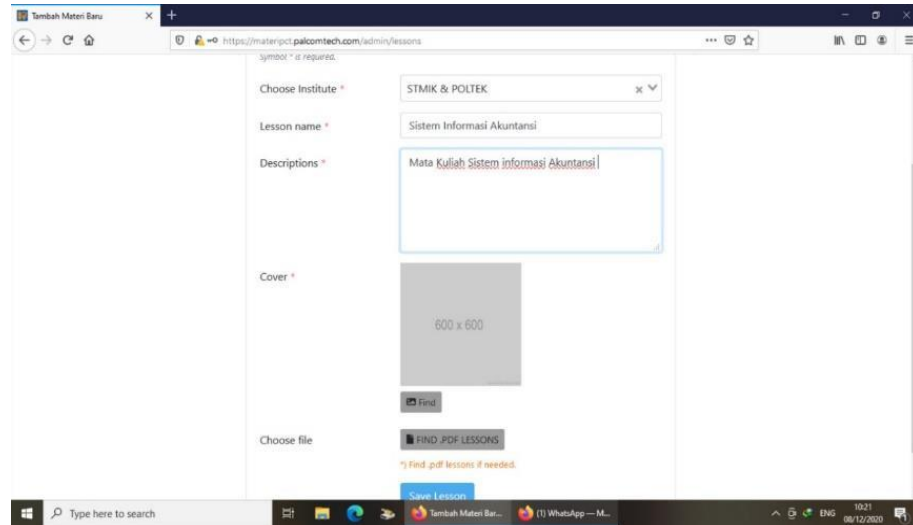 Tambah Materi Baru
https://materipct.palcomtech.com/admin/lessons
Symbol * is required.
Choose Institute *
STMIK & POLTEK
Lesson name *
Sistem Informasi Akuntansi
Descriptions *
Mata Kuliah Sistem informasi Akuntansi
Cover *
600 x 600
Find
Choose file
FIND .PDF LESSONS
*) Find .pdf lessons if needed.
Save Lesson
Type here to search
Tambah Materi Bar...
(1) WhatsApp — M...
ENG
10:21
08/12/2020